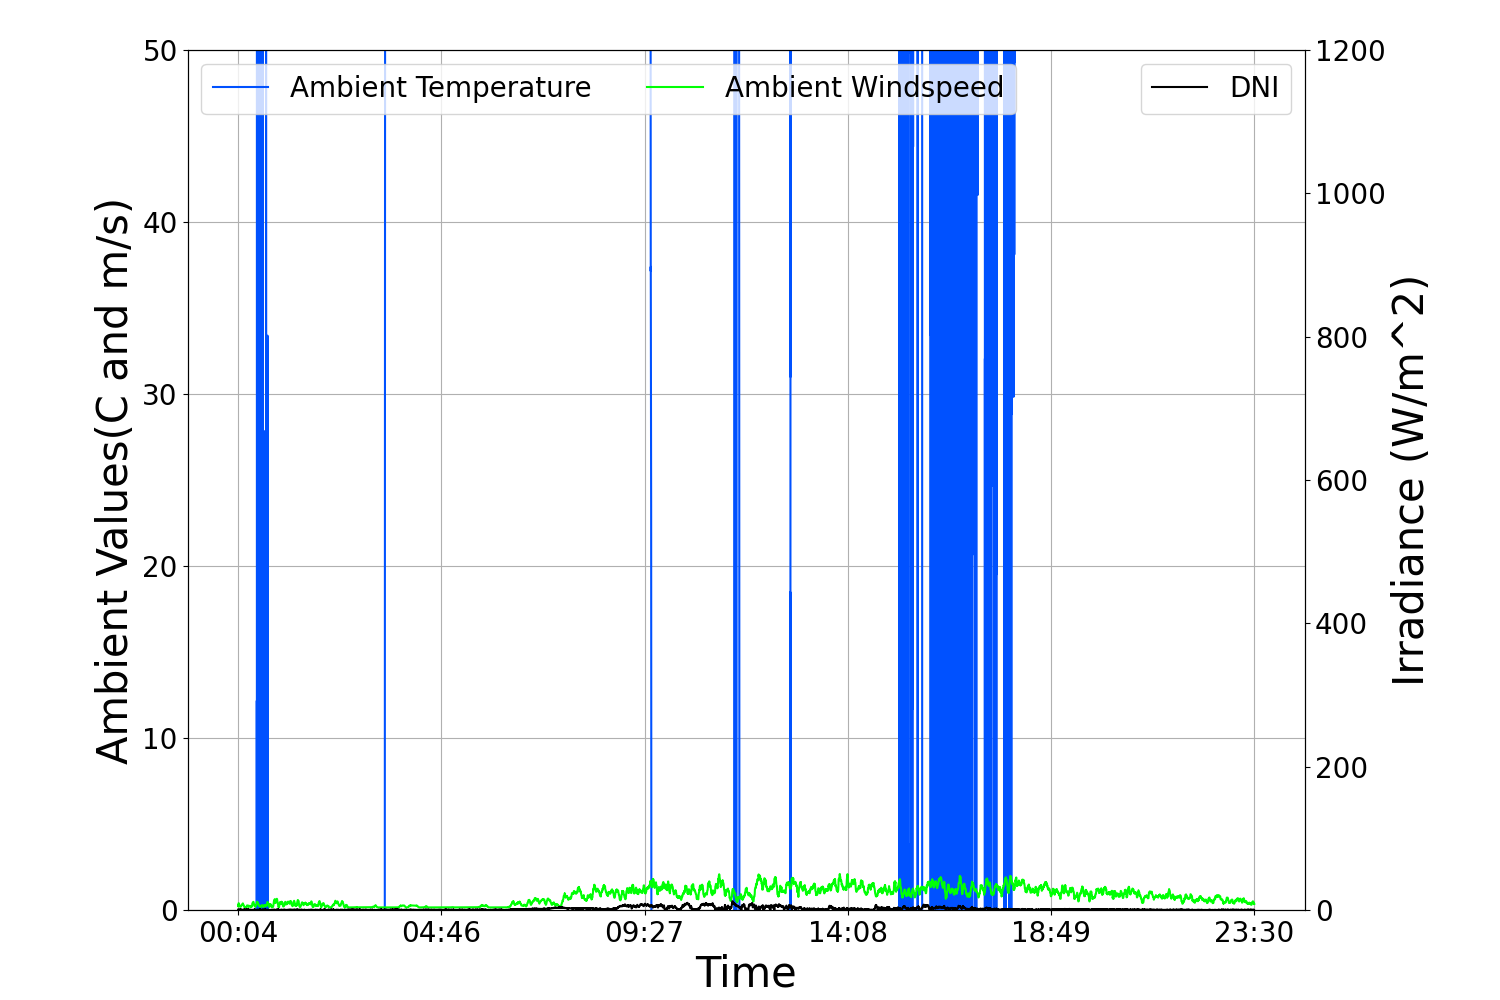 Ambient Temperature
Ambient Windspeed
DNI
Ambient Values(C and m/s)
50
40
30
20
10
0
1200
1000
800
600
400
200
0
Irradiance (W/m^2)
00:04 04:46 09:27 14:08 18:49 23:30
Time